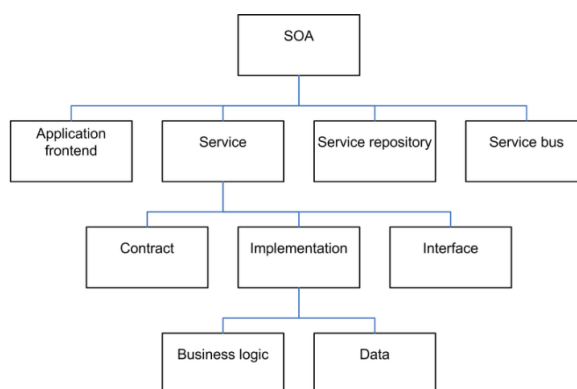 SOA
Application
frontend
Service
Service repository
Service bus
Contract
Implementation
Interface
Business logic
Data